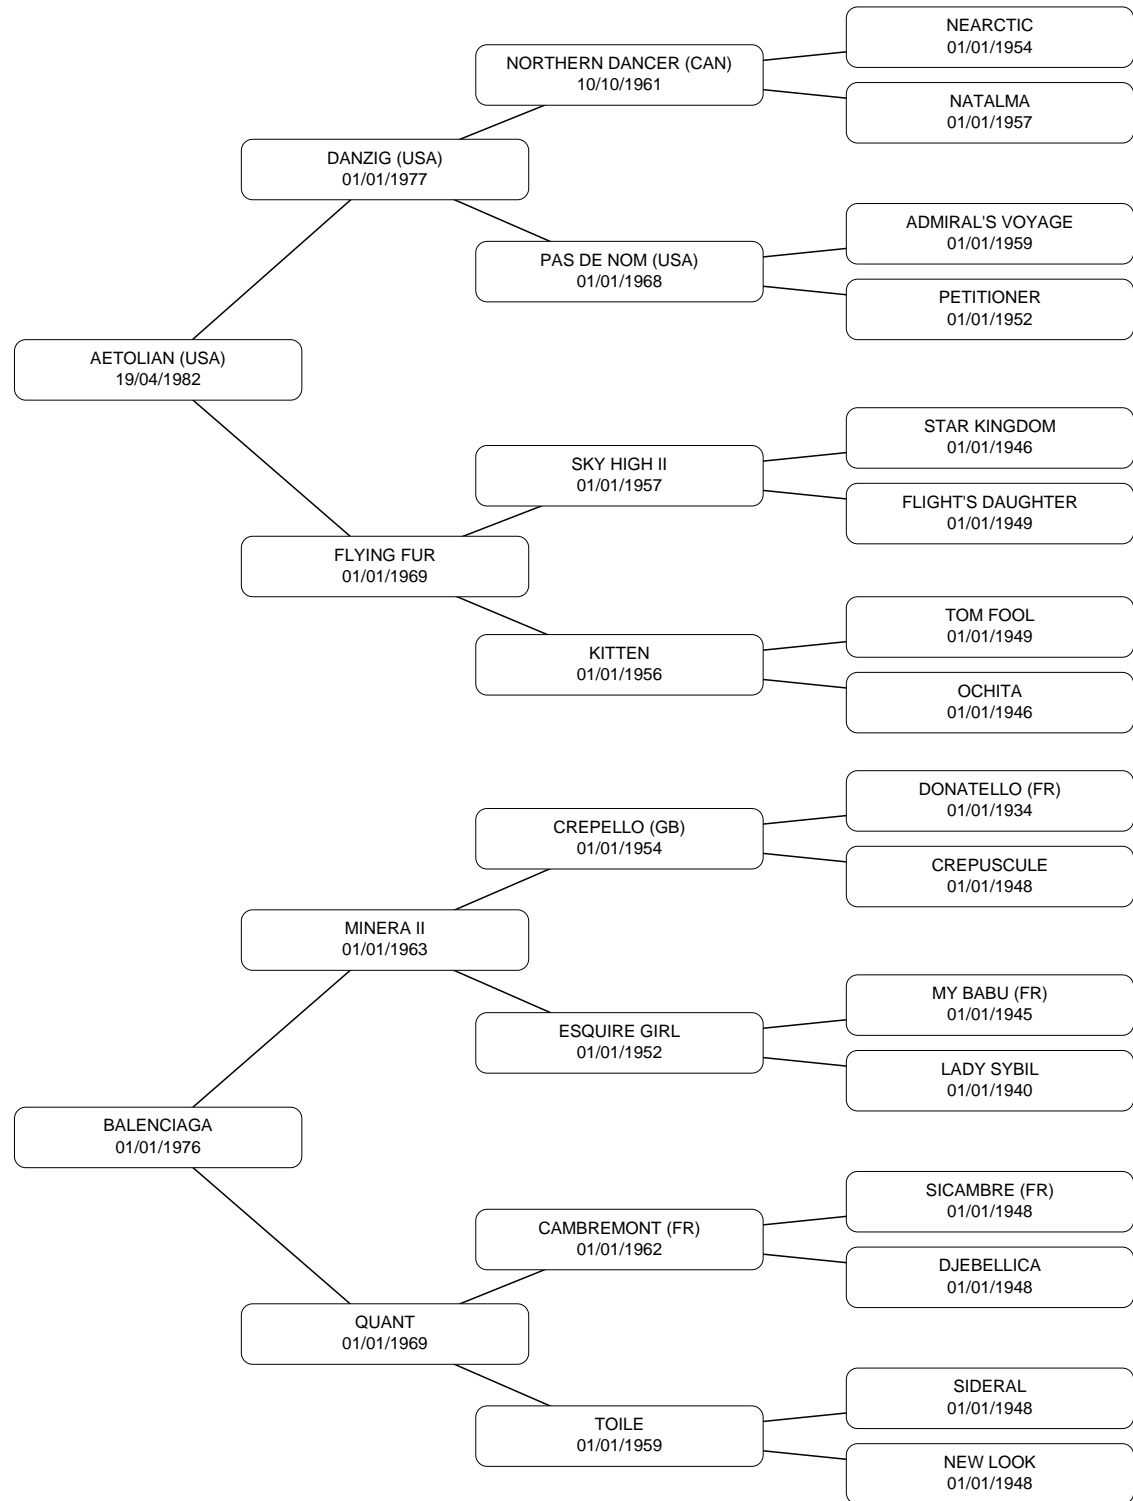 NEARCTIC
01/01/1954
NORTHERN DANCER (CAN)
10/10/1961
NATALMA
01/01/1957
DANZIG (USA)
01/01/1977
ADMIRAL'S VOYAGE
01/01/1959
PAS DE NOM (USA)
01/01/1968
PETITIONER
01/01/1952
AETOLIAN (USA)
19/04/1982
STAR KINGDOM
01/01/1946
SKY HIGH II
01/01/1957
FLIGHT'S DAUGHTER
01/01/1949
FLYING FUR
01/01/1969
TOM FOOL
01/01/1949
KITTEN
01/01/1956
OCHITA
01/01/1946
DONATELLO (FR)
01/01/1934
CREPELLO (GB)
01/01/1954
CREPUSCULE
01/01/1948
MINERA II
01/01/1963
MY BABU (FR)
01/01/1945
ESQUIRE GIRL
01/01/1952
LADY SYBIL
01/01/1940
BALENCIAGA
01/01/1976
SICAMBRE (FR)
01/01/1948
CAMBREMONT (FR)
01/01/1962
DJEBELLICA
01/01/1948
QUANT
01/01/1969
SIDERAL
01/01/1948
TOILE
01/01/1959
NEW LOOK
01/01/1948